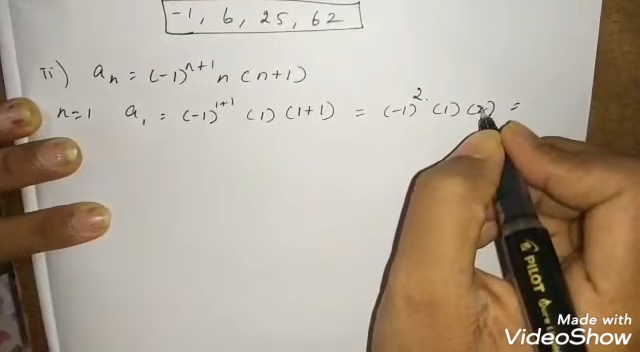 -1, 6, 25, 62
ii) aₙ = (-1)ⁿ⁺¹ n (n+1)
n=1 a₁ = (-1)¹⁺¹ (1) (1+1) = (-1)². (1) (2) =
PILOT
Made with
VideoShow